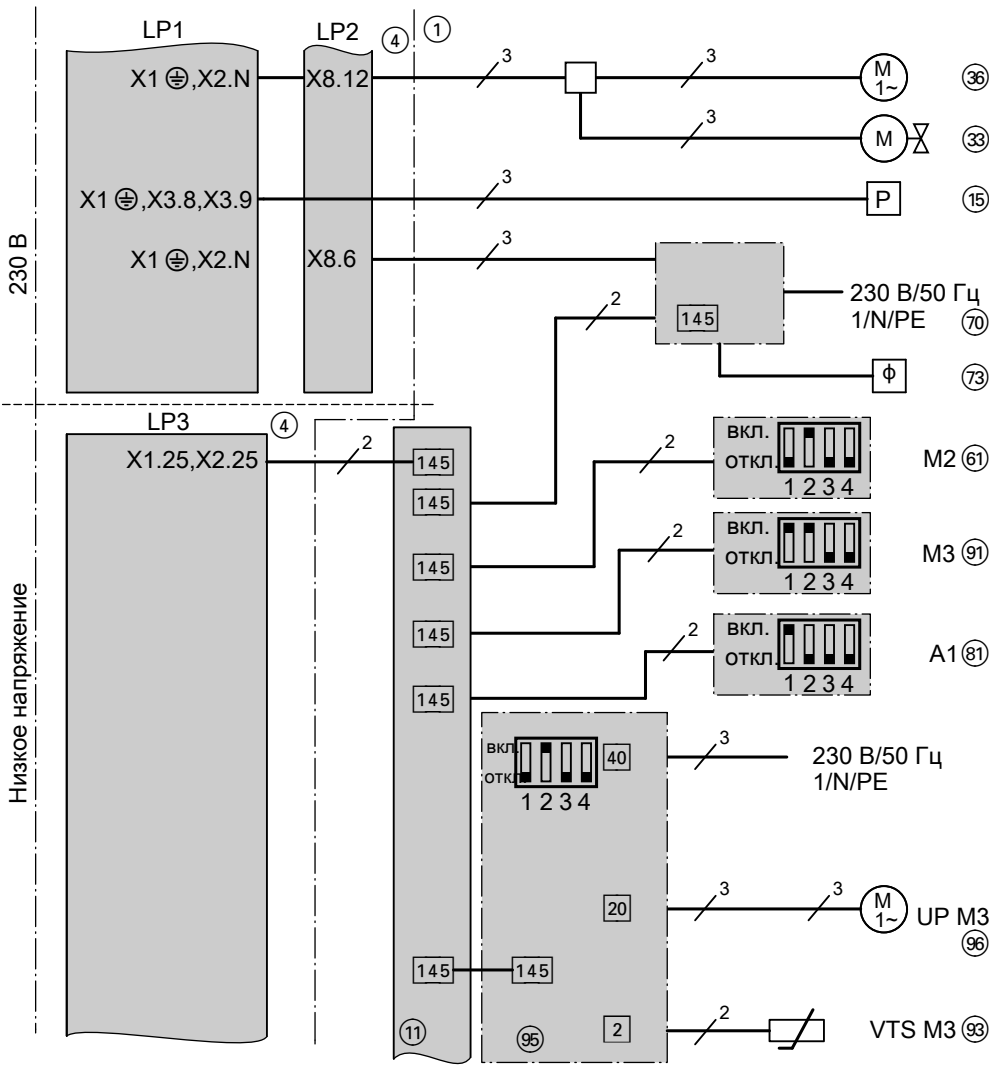 LP1
LP2
④
①
X1 ⏚,X2.N
X8.12
3
3
M
1~
㊱
3
M
㉝
X1 ⏚,X3.8,X3.9
3
P
⑮
230 В
X1 ⏚,X2.N
X8.6
3
145
230 В/50 Гц
1/N/PE
70
2
ϕ
73
LP3
④
X1.25,X2.25
2
145
145
145
145
145
2
ВКЛ.
ОТКЛ.
1 2 3 4
M2 61
2
ВКЛ.
ОТКЛ.
1 2 3 4
M3 91
2
ВКЛ.
ОТКЛ.
1 2 3 4
A1 81
Низкое напряжение
ВКЛ.
ОТКЛ.
1 2 3 4
40
3
230 В/50 Гц
1/N/PE
20
3
3
M
1~
UP M3
96
145
145
⑪
95
2
2
VTS M3 93